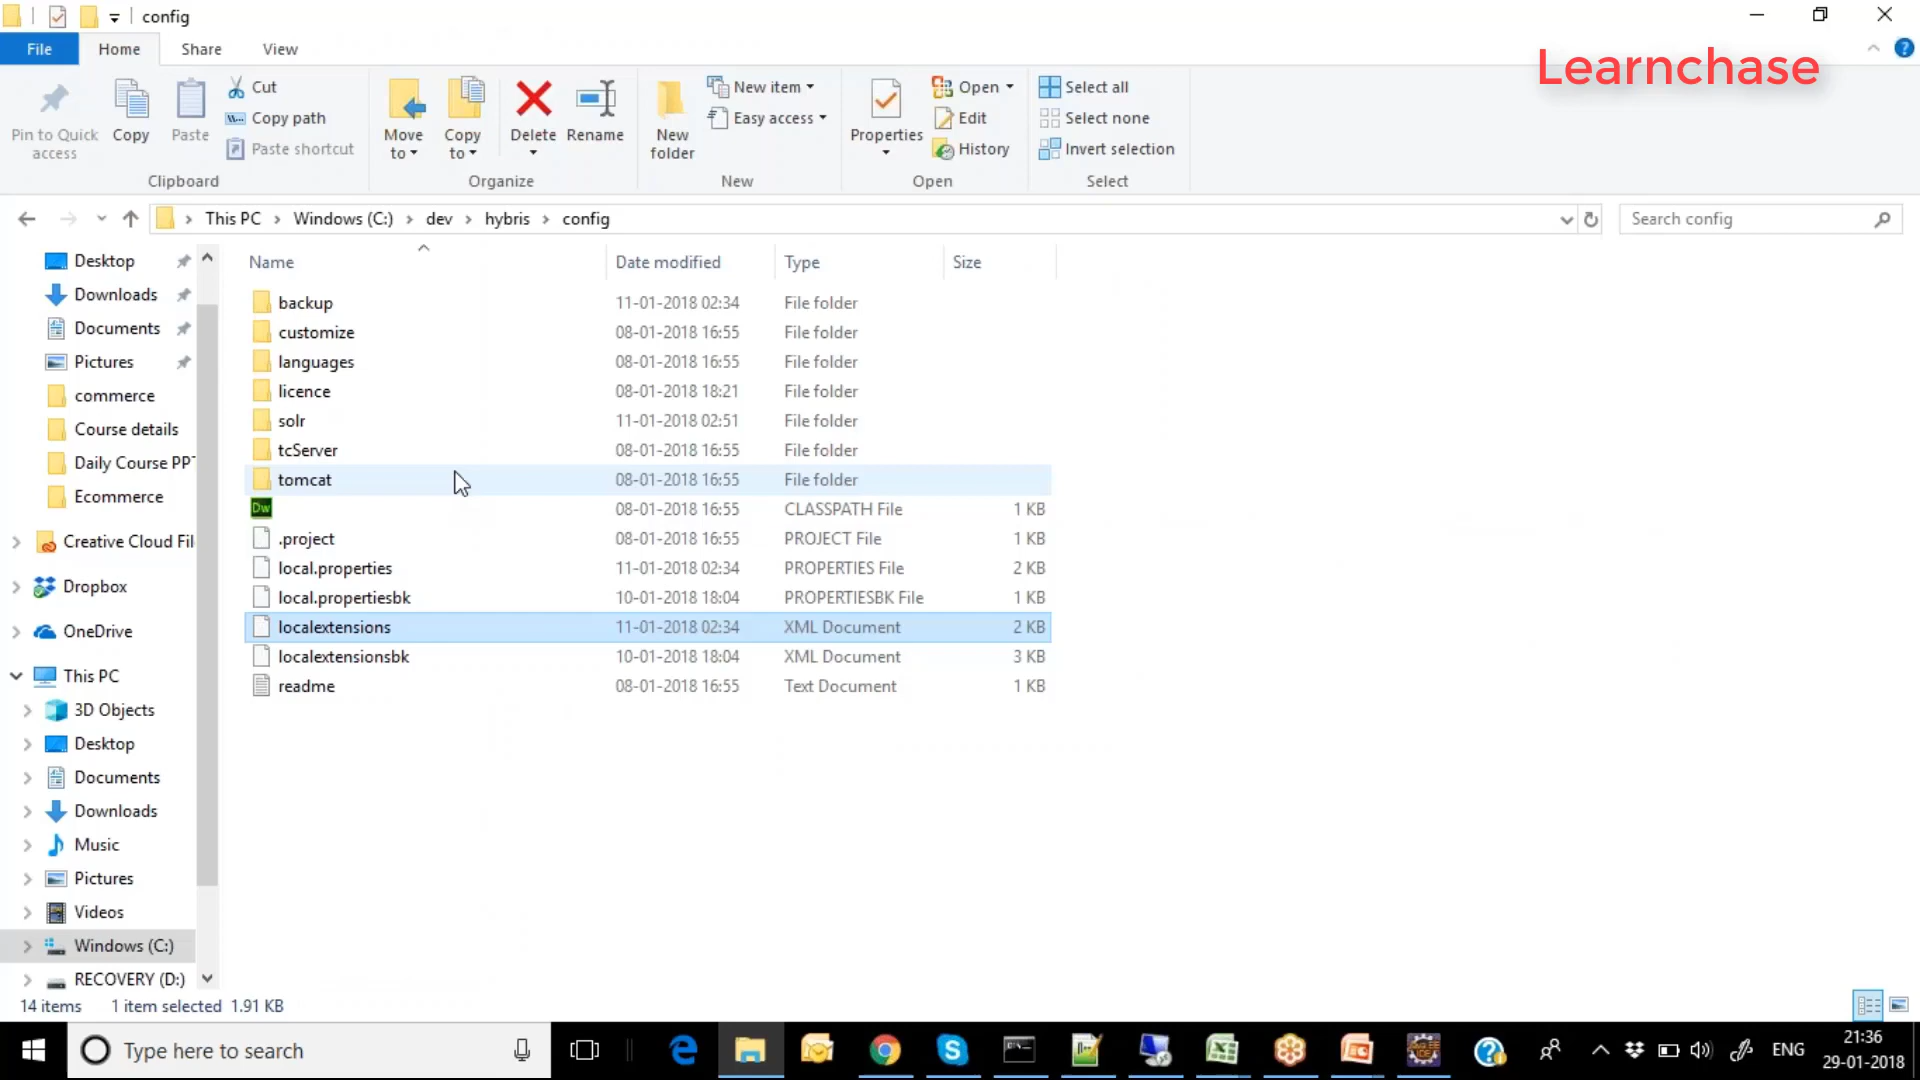 config
File Home Share View
Learnchase
Pin to Quick access
Copy
Paste
Cut
Copy path
Paste shortcut
Clipboard
Move to
Copy to
Delete
Rename
Organize
New folder
New item
Easy access
New
Properties
Open
Edit
History
Open
Select all
Select none
Invert selection
Select
This PC Windows (C:) dev hybris config
Search config
Desktop
Downloads
Documents
Pictures
commerce
Course details
Daily Course PPT
Ecommerce
Creative Cloud Fil
Dropbox
OneDrive
This PC
3D Objects
Desktop
Documents
Downloads
Music
Pictures
Videos
Windows (C:)
RECOVERY (D:)
Name Date modified Type Size
backup 11-01-2018 02:34 File folder
customize 08-01-2018 16:55 File folder
languages 08-01-2018 16:55 File folder
licence 08-01-2018 18:21 File folder
solr 11-01-2018 02:51 File folder
tcServer 08-01-2018 16:55 File folder
tomcat 08-01-2018 16:55 File folder
Dw 08-01-2018 16:55 CLASSPATH File 1 KB
.project 08-01-2018 16:55 PROJECT File 1 KB
local.properties 11-01-2018 02:34 PROPERTIES File 2 KB
local.propertiesbk 10-01-2018 18:04 PROPERTIESBK File 1 KB
localextensions 11-01-2018 02:34 XML Document 2 KB
localextensionsbk 10-01-2018 18:04 XML Document 3 KB
readme 08-01-2018 16:55 Text Document 1 KB
14 items 1 item selected 1.91 KB
Type here to search
ENG
21:36
29-01-2018